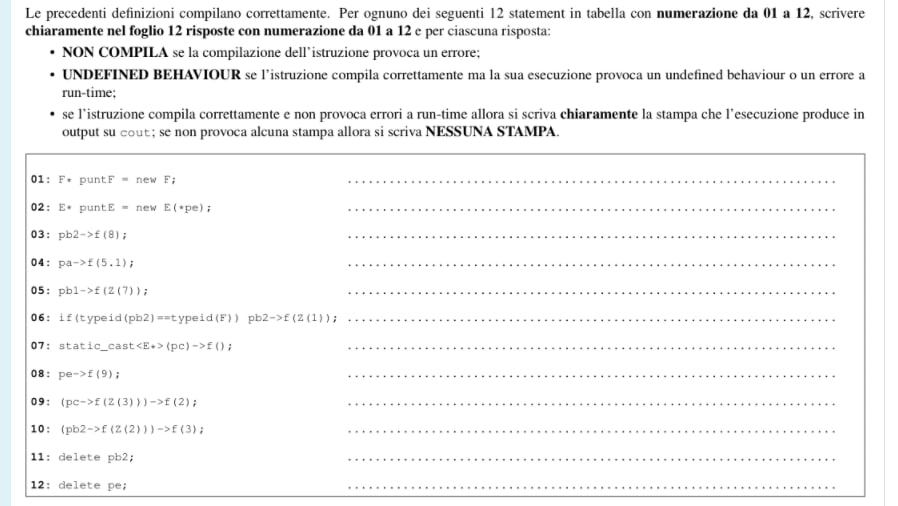 Le precedenti definizioni compilano correttamente. Per ognuno dei seguenti 12 statement in tabella con numerazione da 01 a 12, scrivere
chiaramente nel foglio 12 risposte con numerazione da 01 a 12 e per ciascuna risposta:
• NON COMPILA se la compilazione dell'istruzione provoca un errore;
• UNDEFINED BEHAVIOUR se l'istruzione compila correttamente ma la sua esecuzione provoca un undefined behaviour o un errore a
run-time;
• se l'istruzione compila correttamente e non provoca errori a run-time allora si scriva chiaramente la stampa che l'esecuzione produce in
output su cout; se non provoca alcuna stampa allora si scriva NESSUNA STAMPA.
01: F* puntF = new F; ......................................................................
02: E* puntE = new E(*pe); ......................................................................
03: pb2->f(8); ......................................................................
04: pa->f(5.1); ......................................................................
05: pb1->f(Z(7)); ......................................................................
06: if(typeid(pb2)==typeid(F)) pb2->f(Z(1)); ......................................................................
07: static_cast<E*>(pc)->f(); ......................................................................
08: pe->f(9); ......................................................................
09: (pc->f(Z(3)))->f(2); ......................................................................
10: (pb2->f(Z(2)))->f(3); ......................................................................
11: delete pb2; ......................................................................
12: delete pe; ......................................................................